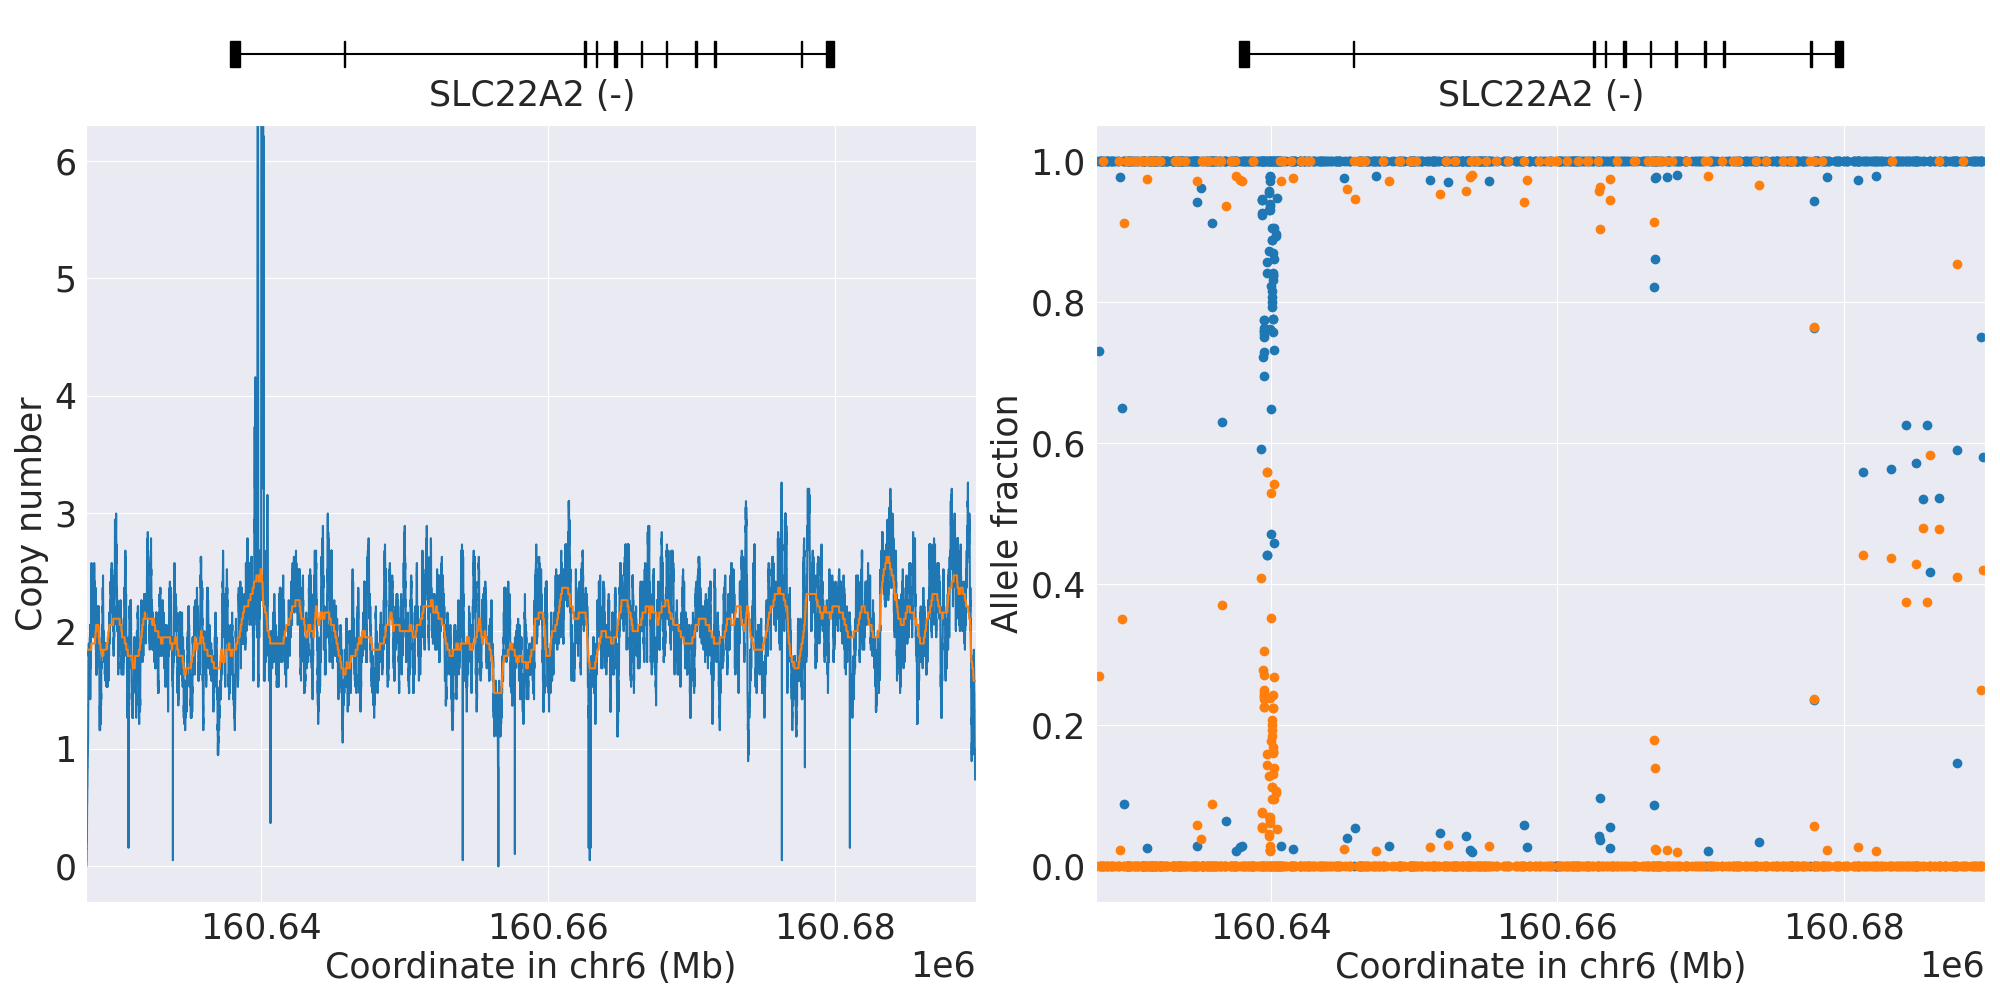 SLC22A2 (-)
6
5
4
3
2
1
0
Copy number
160.64
160.66
160.68
Coordinate in chr6 (Mb)
1e6
SLC22A2 (-)
1.0
0.8
0.6
0.4
0.2
0.0
Allele fraction
160.64
160.66
160.68
Coordinate in chr6 (Mb)
1e6